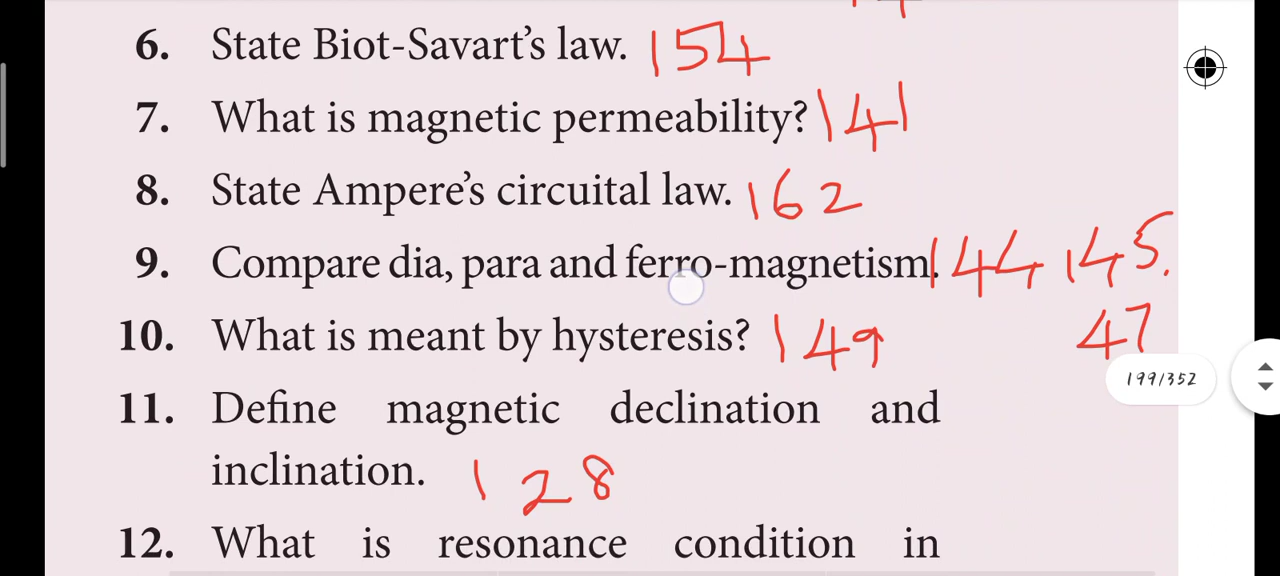 6. State Biot-Savart's law. 154
7. What is magnetic permeability? 141
8. State Ampere's circuital law. 162
9. Compare dia, para and ferro-magnetism. 144 145.
10. What is meant by hysteresis? 149 47
199/352
11. Define magnetic declination and
inclination. 128
12. What is resonance condition in